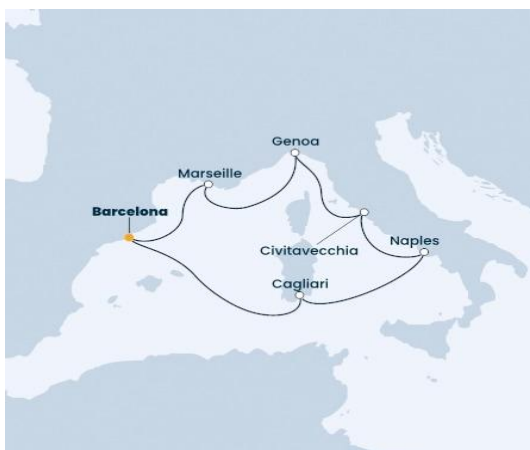 Genoa
Marseille
Barcelona
Civitavecchia
Naples
Cagliari